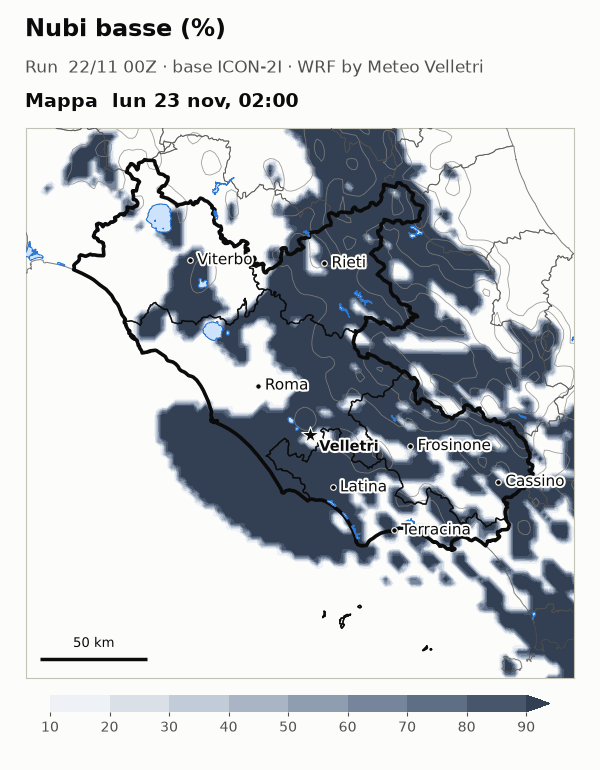 Nubi basse (%)
Run  22/11 00Z · base ICON-2I · WRF by Meteo Velletri
Mappa  lun 23 nov, 02:00
Viterbo
Rieti
Roma
Velletri
Frosinone
Cassino
Latina
Terracina
50 km
10 20 30 40 50 60 70 80 90